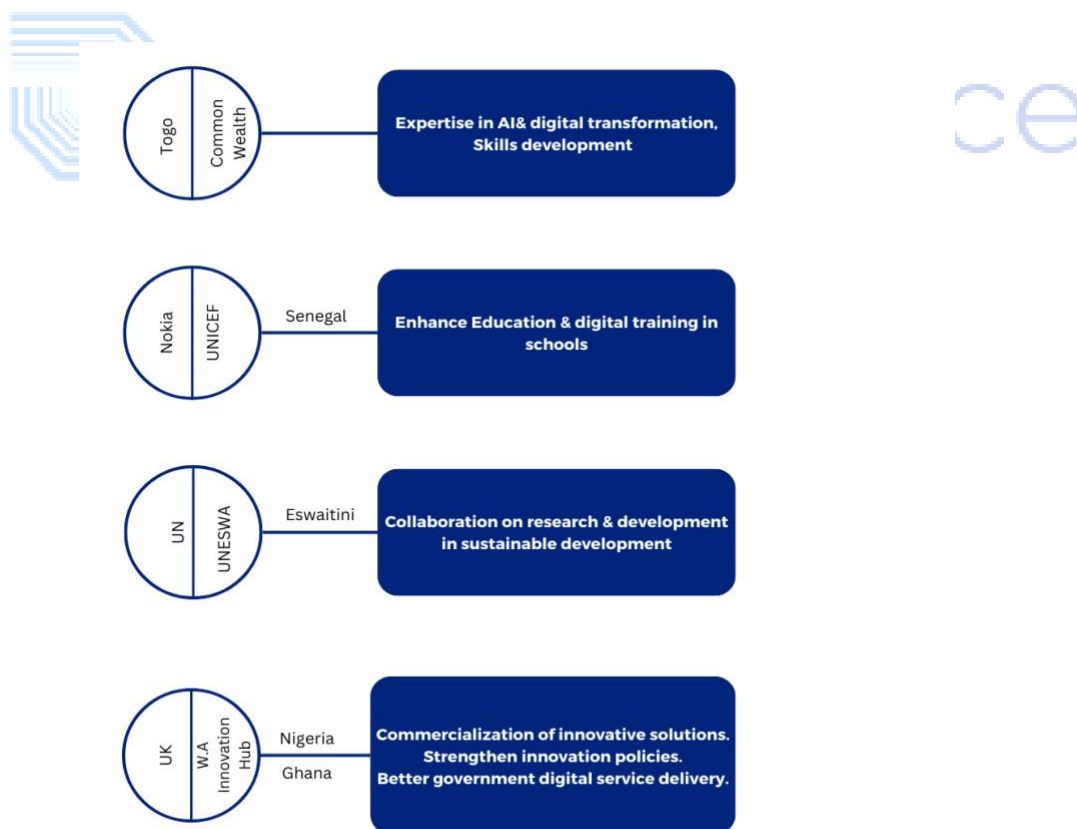 Togo
Common
Wealth
Expertise in AI& digital transformation,
Skills development
Nokia
UNICEF
Senegal
Enhance Education & digital training in
schools
UN
UNESWA
Eswaitini
Collaboration on research & development
in sustainable development
UK
W.A
Innovation
Hub
Nigeria
Ghana
Commercialization of innovative solutions.
Strengthen innovation policies.
Better government digital service delivery.
ce